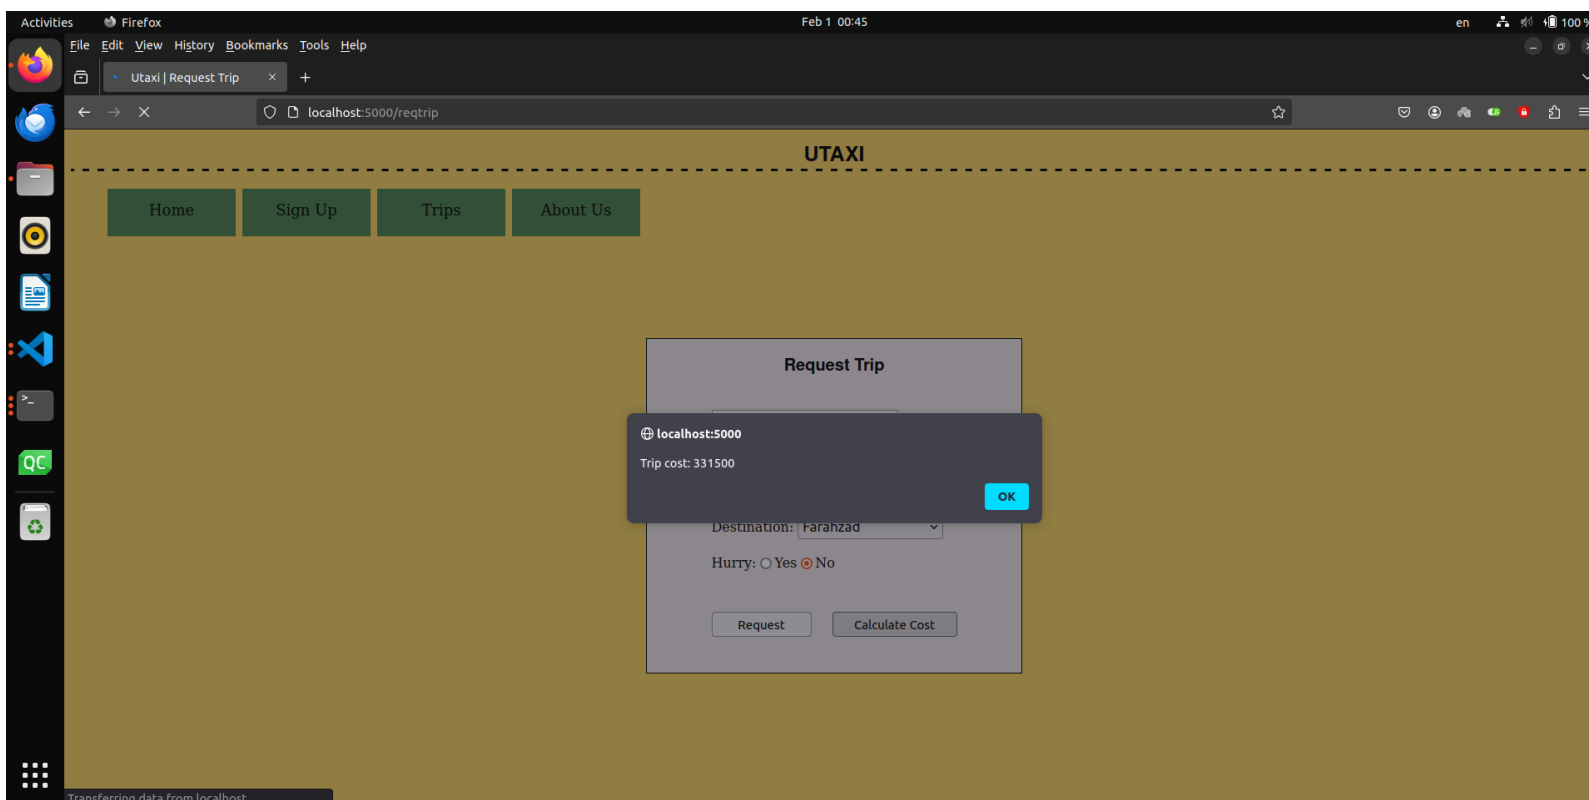 Activities Firefox Feb 1 00:45 en 100 %
File Edit View History Bookmarks Tools Help
Utaxi | Request Trip
localhost:5000/reqtrip
UTAXI
Home Sign Up Trips About Us
Request Trip
localhost:5000
Trip cost: 331500
OK
Destination: Farahzad
Hurry: Yes No
Request Calculate Cost
QC
Transferring data from localhost